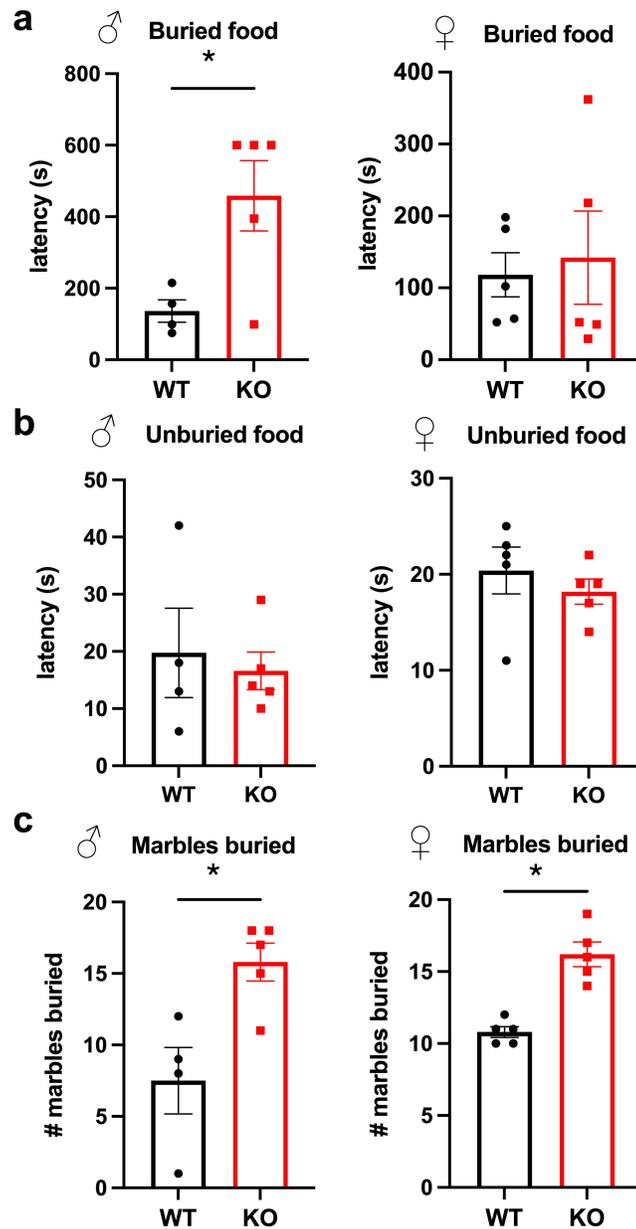 a ♂ Buried food ♀ Buried food
* 
latency (s) latency (s)
800 400
600 300
400 200
200 100
0 0
WT KO WT KO
b ♂ Unburied food ♀ Unburied food
latency (s) latency (s)
50 30
40
30 20
20
10 10
0 0
WT KO WT KO
c ♂ Marbles buried ♀ Marbles buried
* *
# marbles buried # marbles buried
20 20
15 15
10 10
5 5
0 0
WT KO WT KO